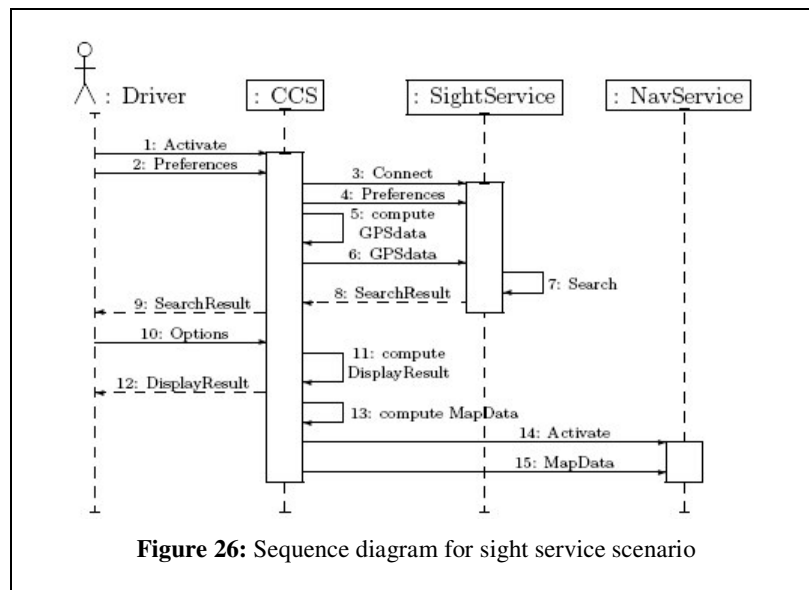 : Driver
: CCS
: SightService
: NavService
1: Activate
2: Preferences
3: Connect
4: Preferences
5: compute
GPSdata
6: GPSdata
7: Search
8: SearchResult
9: SearchResult
10: Options
11: compute
DisplayResult
12: DisplayResult
13: compute MapData
14: Activate
15: MapData
Figure 26: Sequence diagram for sight service scenario